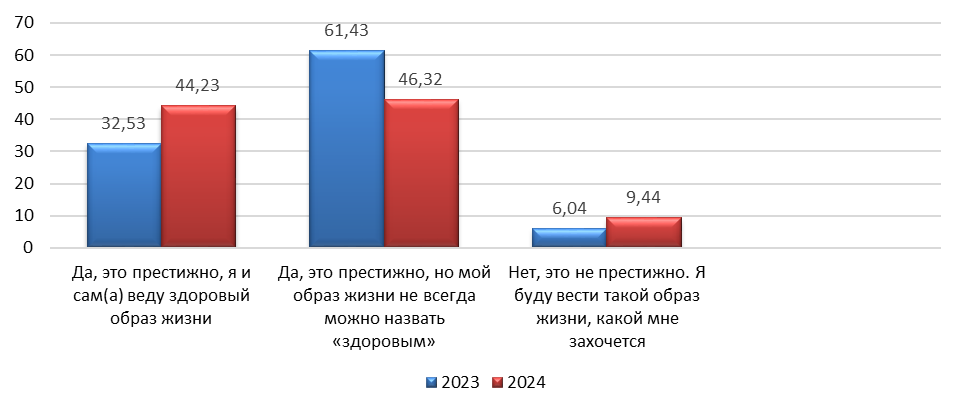 70
60
50
40
30
20
10
0
32,53
44,23
61,43
46,32
6,04
9,44
Да, это престижно, я и
сам(а) веду здоровый
образ жизни
Да, это престижно, но мой
образ жизни не всегда
можно назвать
«здоровым»
Нет, это не престижно. Я
буду вести такой образ
жизни, какой мне
захочется
2023 2024